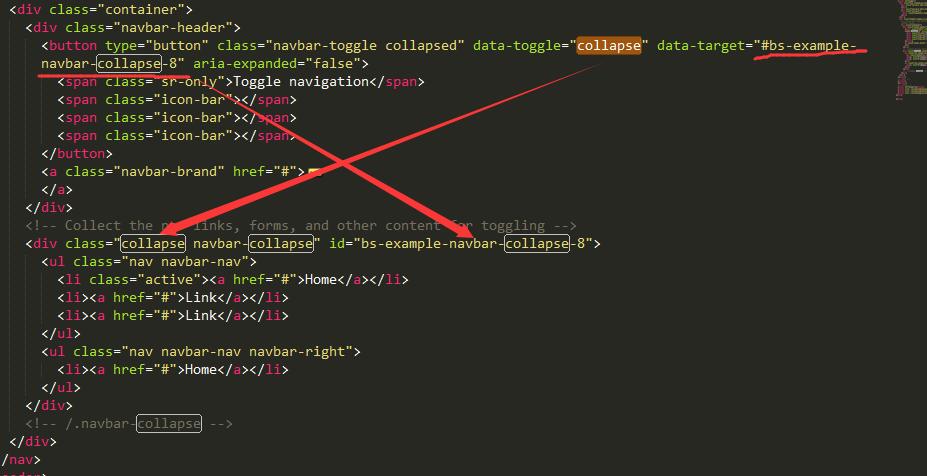 <div class="container">
<div class="navbar-header">
<button type="button" class="navbar-toggle collapsed" data-toggle="collapse" data-target="#bs-example-
navbar-collapse-8" aria-expanded="false">
<span class="sr-only">Toggle navigation</span>
<span class="icon-bar"></span>
<span class="icon-bar"></span>
<span class="icon-bar"></span>
</button>
<a class="navbar-brand" href="#">
</a>
</div>
<!-- Collect the links, forms, and other content for toggling -->
<div class="collapse navbar-collapse" id="bs-example-navbar-collapse-8">
<ul class="nav navbar-nav">
<li class="active"><a href="#">Home</a></li>
<li><a href="#">Link</a></li>
<li><a href="#">Link</a></li>
</ul>
<ul class="nav navbar-nav navbar-right">
<li><a href="#">Home</a></li>
</ul>
</div>
<!-- /.navbar-collapse -->
</div>
/nav>